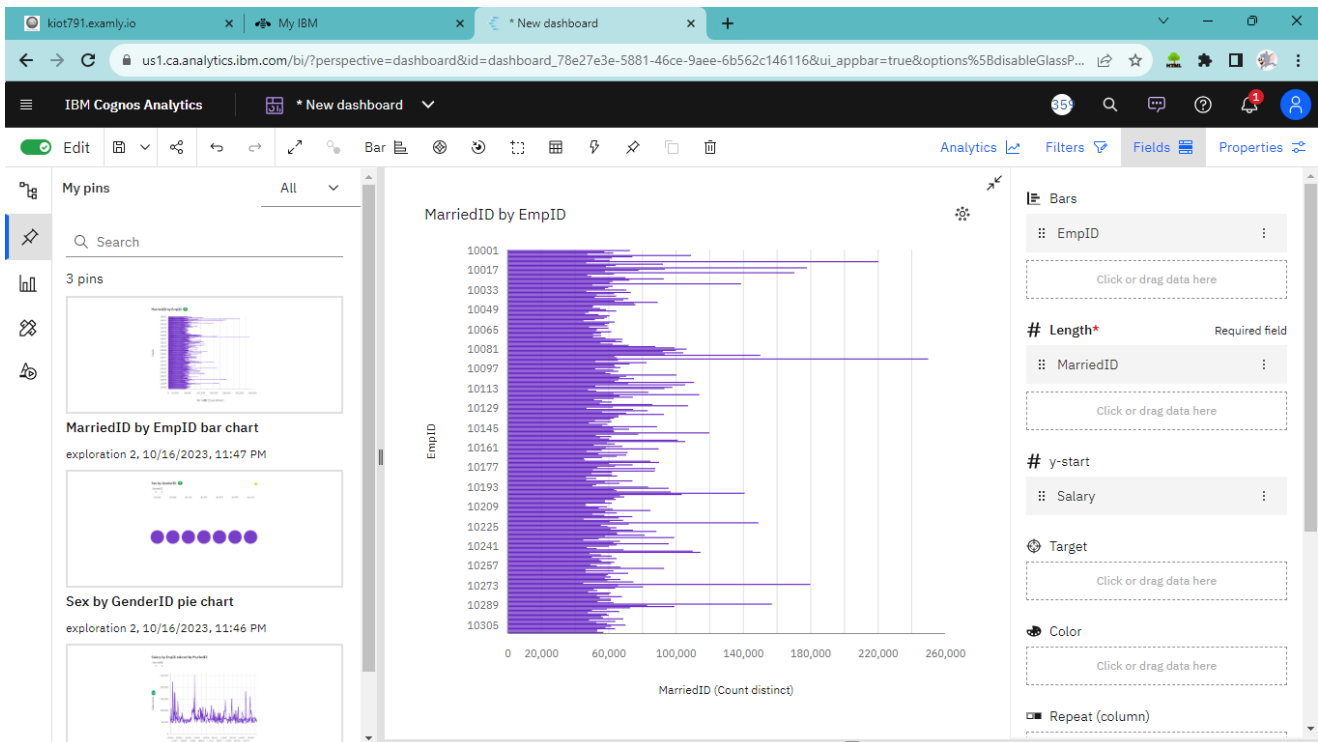 kiot791.examly.io
My IBM
* New dashboard
us1.ca.analytics.ibm.com/bi/?perspective=dashboard&id=dashboard_78e27e3e-5881-46ce-9aee-6b562c146116&ui_appbar=true&options%5BdisableGlassP...
IBM Cognos Analytics
* New dashboard
359
1
Edit
Bar
Analytics
Filters
Fields
Properties
My pins
All
Search
3 pins
MarriedID by EmpID bar chart
exploration 2, 10/16/2023, 11:47 PM
Sex by GenderID pie chart
exploration 2, 10/16/2023, 11:46 PM
MarriedID by EmpID
EmpID
10001
10017
10033
10049
10065
10081
10097
10113
10129
10145
10161
10177
10193
10209
10225
10241
10257
10273
10289
10305
0 20,000 60,000 100,000 140,000 180,000 220,000 260,000
MarriedID (Count distinct)
Bars
EmpID
Click or drag data here
# Length* Required field
MarriedID
Click or drag data here
# y-start
Salary
Target
Click or drag data here
Color
Click or drag data here
Repeat (column)